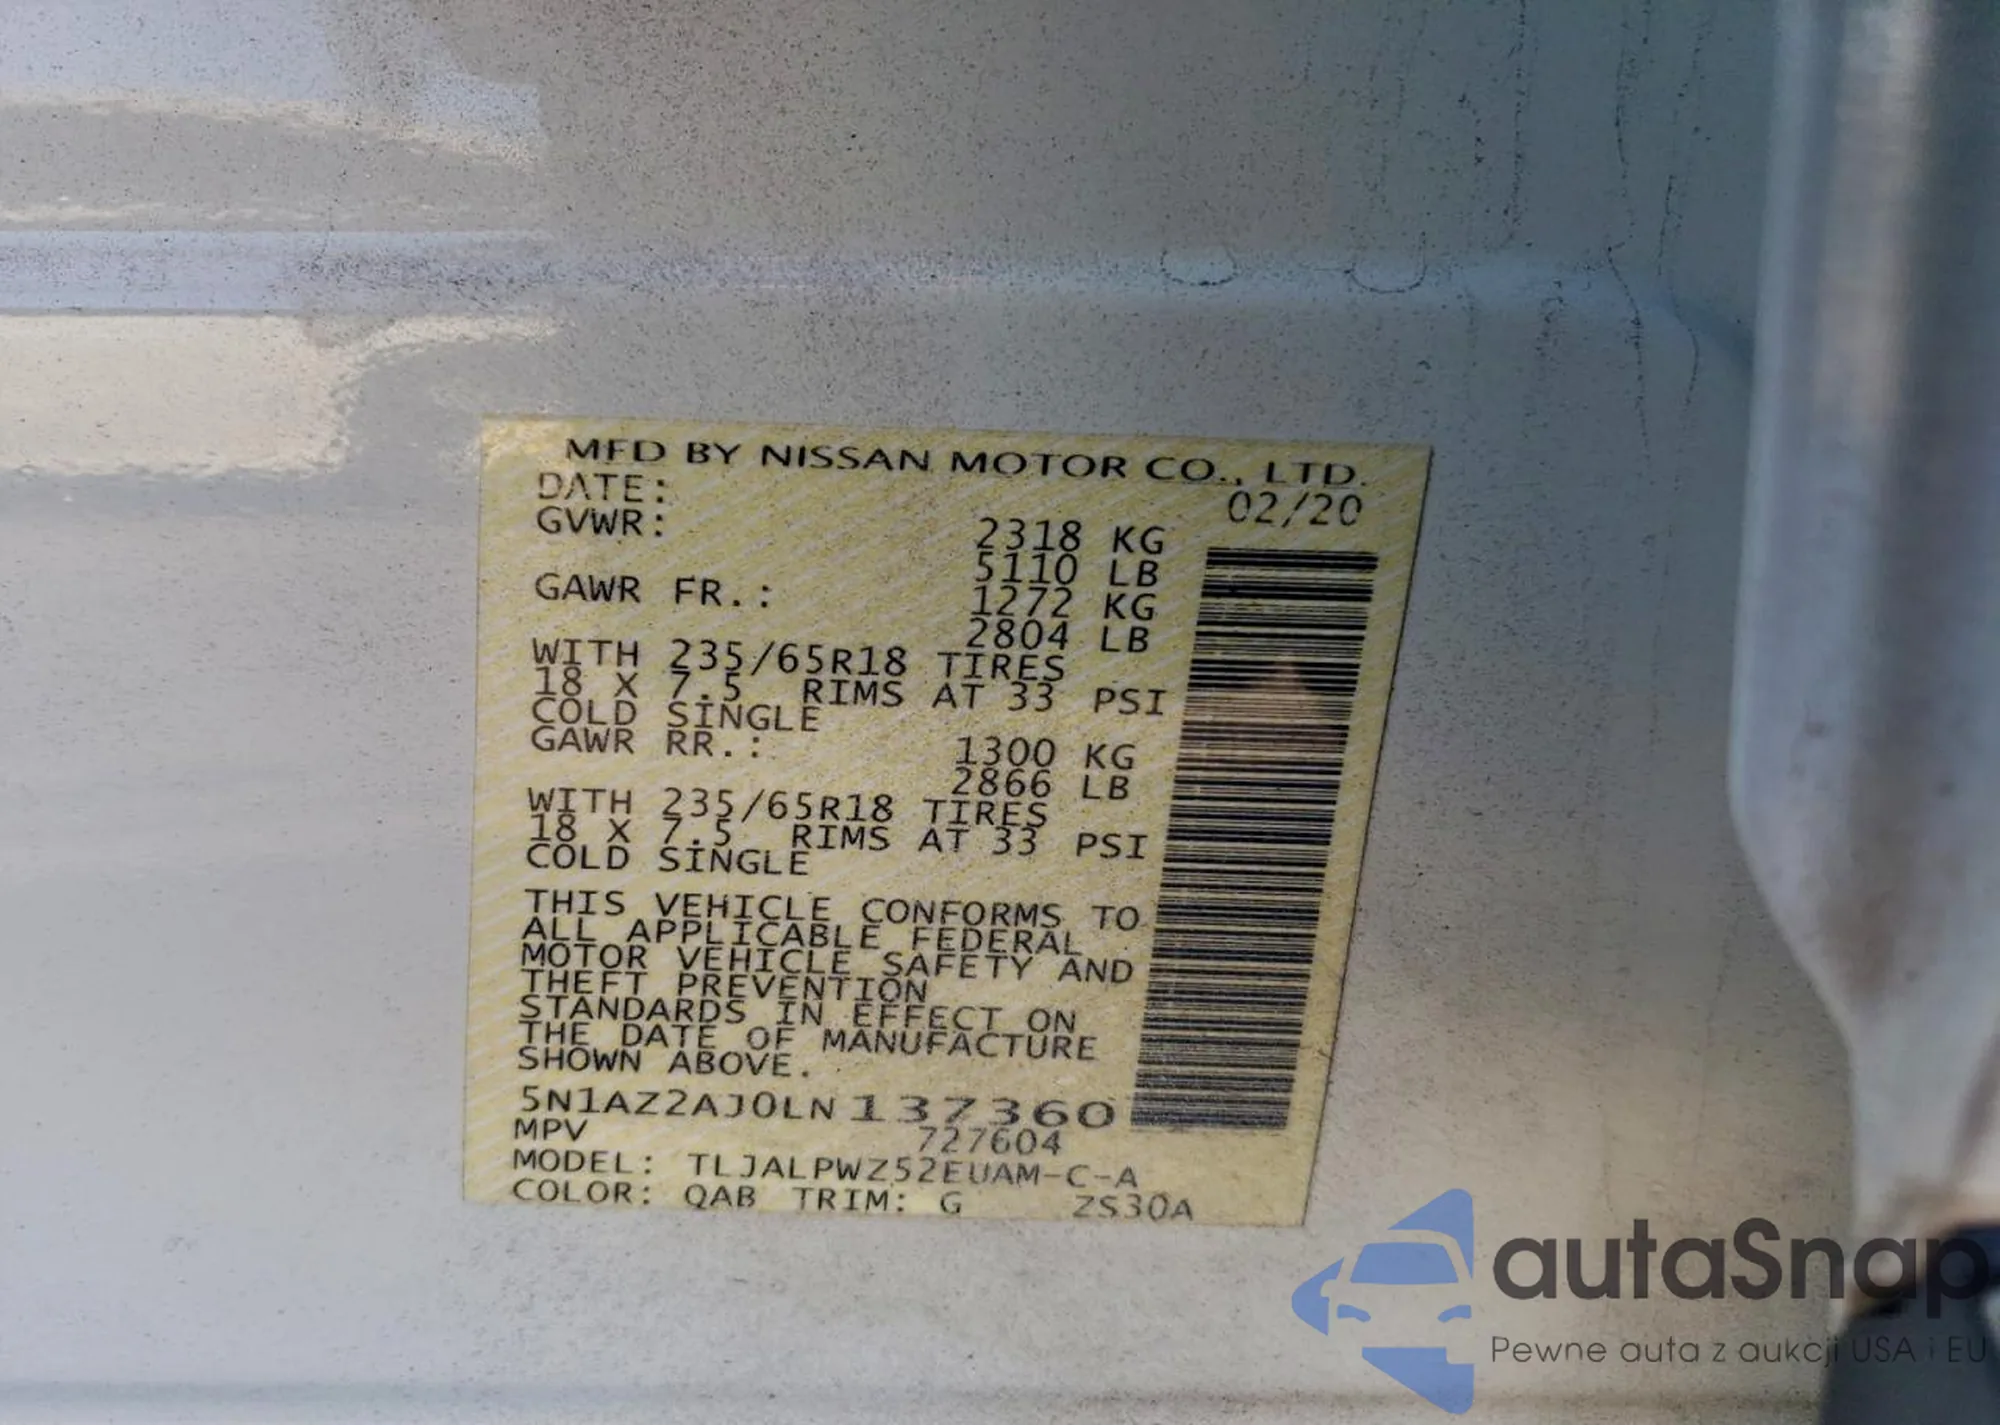 MFD BY NISSAN MOTOR CO., LTD.
DATE: 02/20
GVWR: 2318 KG
5110 LB
GAWR FR.: 1272 KG
2804 LB
WITH 235/65R18 TIRES
18 X 7.5 RIMS AT 33 PSI
COLD SINGLE
GAWR RR.: 1300 KG
2866 LB
WITH 235/65R18 TIRES
18 X 7.5 RIMS AT 33 PSI
COLD SINGLE
THIS VEHICLE CONFORMS TO
ALL APPLICABLE FEDERAL
MOTOR VEHICLE SAFETY AND
THEFT PREVENTION
STANDARDS IN EFFECT ON
THE DATE OF MANUFACTURE
SHOWN ABOVE.
5N1AZ2AJ0LN137360
MPV 727604
MODEL: TLJALPWZ52EUAM-C-A
COLOR: QAB TRIM: G ZS30A
autaSnap
Pewne auta z aukcji USA i EU